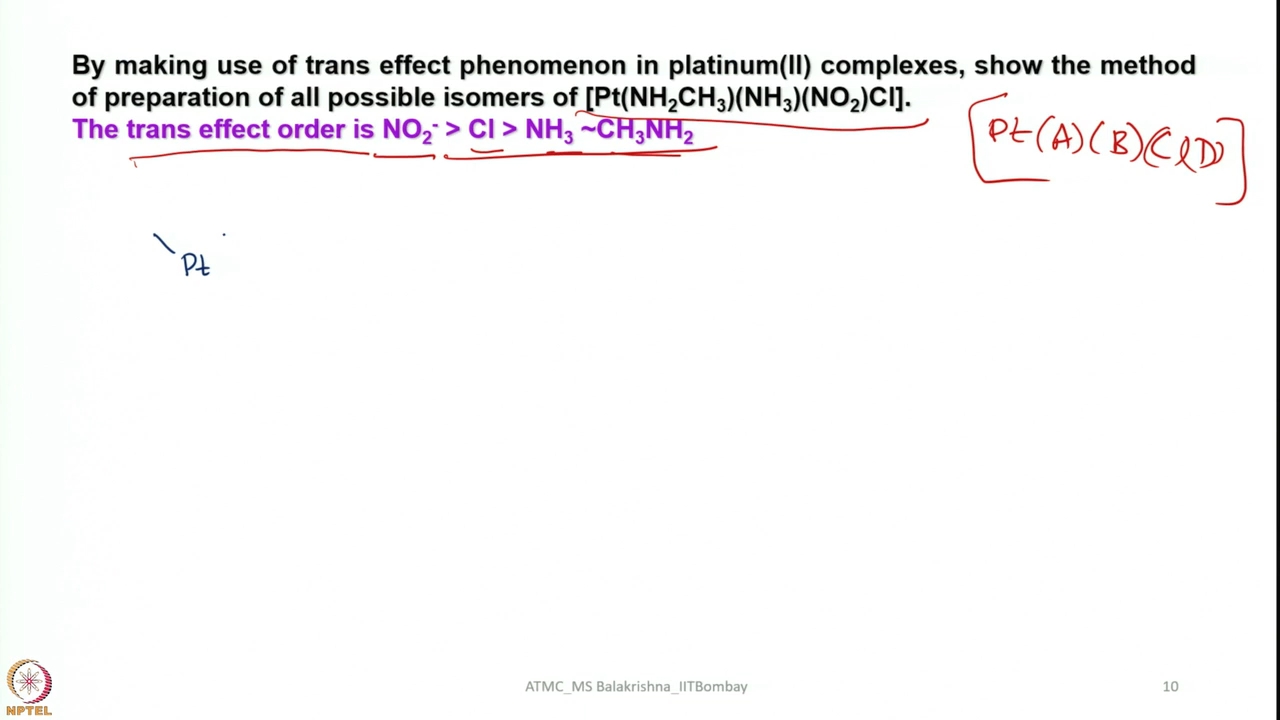 By making use of trans effect phenomenon in platinum(II) complexes, show the method
of preparation of all possible isomers of [Pt(NH₂CH₃)(NH₃)(NO₂)Cl].
The trans effect order is NO₂⁻ > Cl > NH₃ ~CH₃NH₂
[Pt(A)(B)(C)(D)]
Pt
NPTEL
ATMC_MS Balakrishna_IITBombay
10